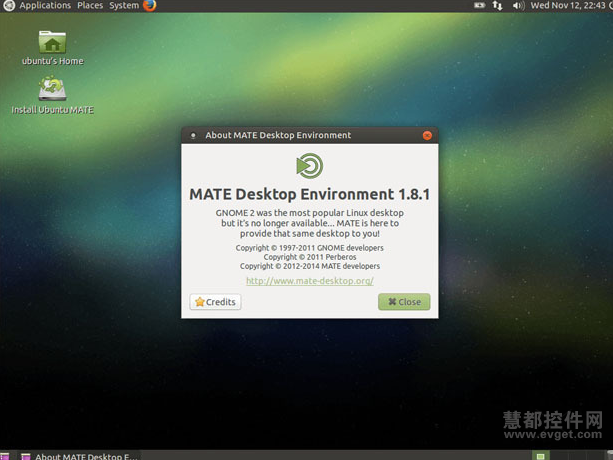 Applications Places System
Wed Nov 12, 22:43
ubuntu's Home
Install Ubuntu MATE
About MATE Desktop Environment
MATE Desktop Environment 1.8.1
GNOME 2 was the most popular Linux desktop
but it's no longer available... MATE is here to
provide that same desktop to you!
Copyright © 1997-2011 GNOME developers
Copyright © 2011 Perberos
Copyright © 2012-2014 MATE developers
http://www.mate-desktop.org/
Credits
Close
慧都控件网
www.evget.com
About MATE Desktop E...